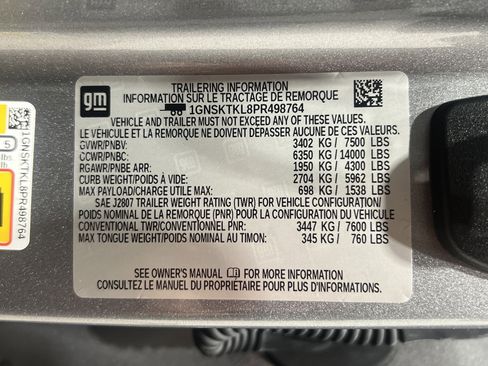 TRAILERING INFORMATION
INFORMATION SUR LE TRACTAGE DE REMORQUE
gm
1GNSKTKL8PR498764
VEHICLE AND TRAILER MUST NOT EXCEED ANY OF THESE VALUES.
LE VÉHICULE ET LA REMORQUE NE DOIVENT DÉPASSER AUCUNE DE CES VALEURS.
GVWR/PNBV: 3402 KG / 7500 LBS
GCWR/PNBC: 6350 KG / 14000 LBS
RGAWR/PNBE ARR: 1950 KG / 4300 LBS
CURB WEIGHT/POIDS À VIDE: 2704 KG / 5962 LBS
MAX PAYLOAD/CHARGE UTILE MAX: 698 KG / 1538 LBS
SAE J2807 TRAILER WEIGHT RATING (TWR) FOR VEHICLE CONFIGURATION/
POIDS NOMINAL DE LA REMORQUE (PNR) POUR LA CONFIGURATION DU VEHICULE
CONVENTIONAL TWR/CONVENTIONNEL PNR: 3447 KG / 7600 LBS
MAX TONGUE WEIGHT/POIDS NOMINAL AU TIMON: 345 KG / 760 LBS
SEE OWNER'S MANUAL FOR MORE INFORMATION
CONSULTEZ LE MANUEL DU PROPRIÉTAIRE POUR PLUS D'INFORMATIONS.
1GNSKTKL8PR498764
5
lbs